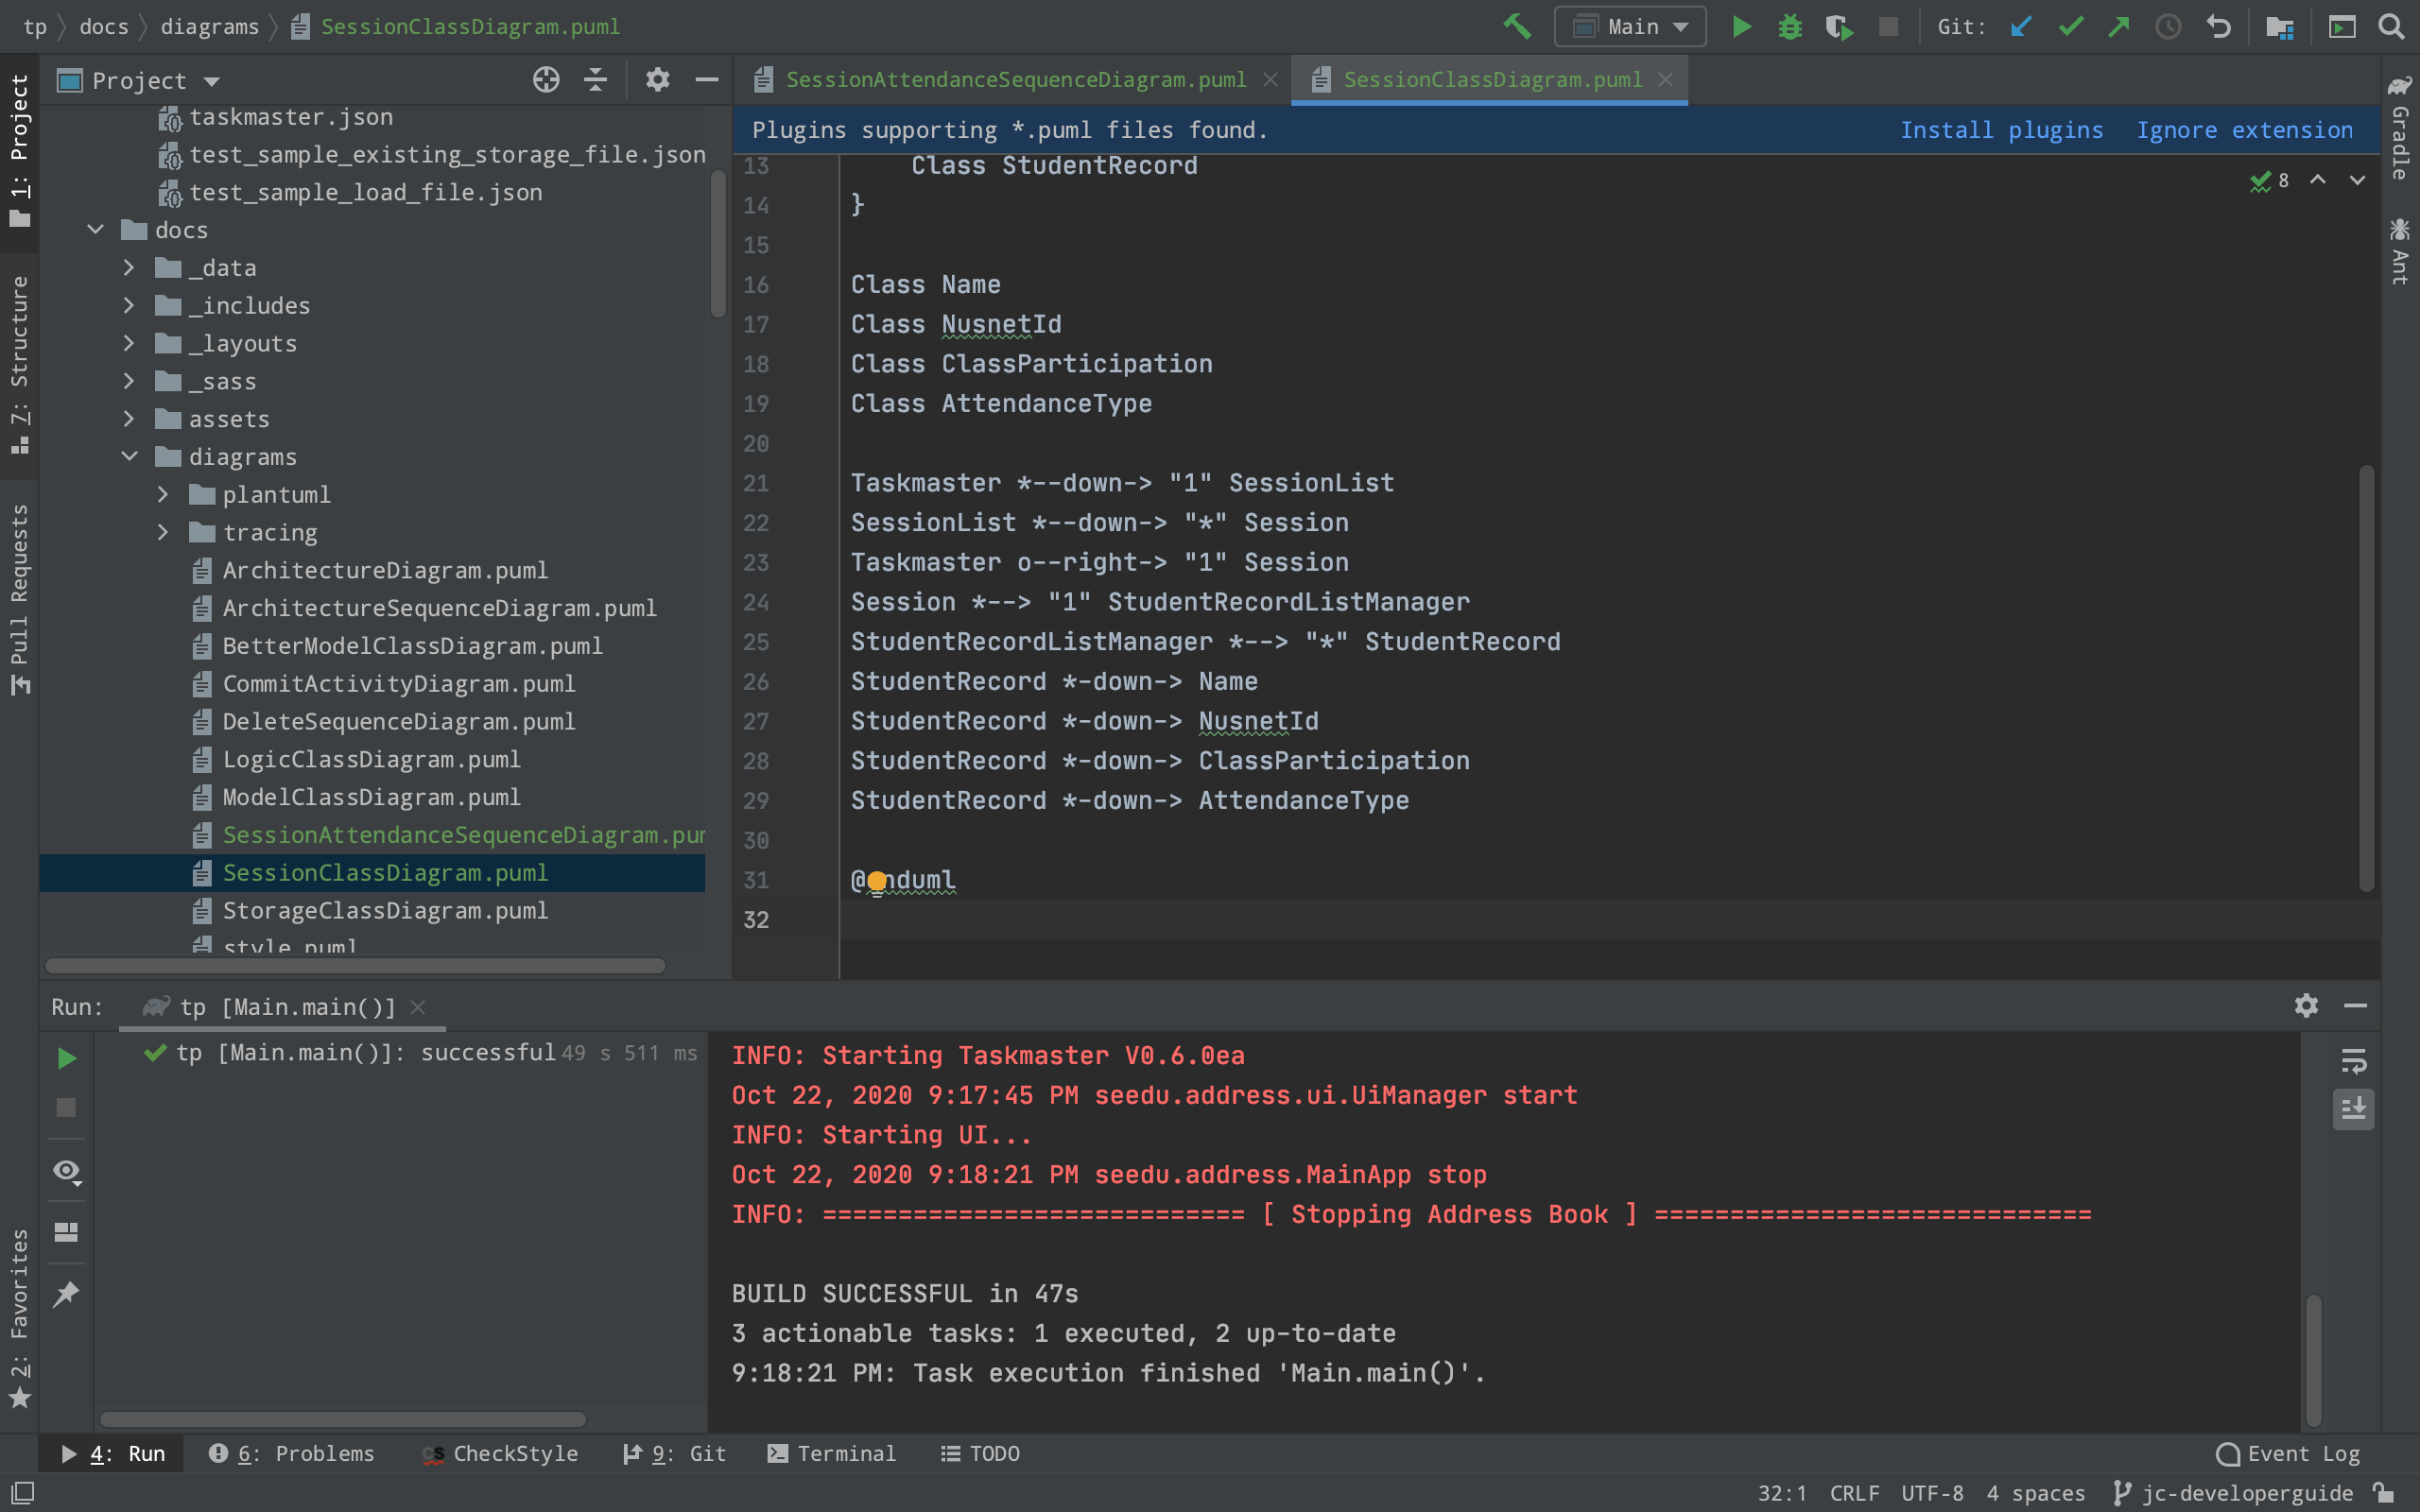 tp docs diagrams SessionClassDiagram.puml
Main Git:
Project
SessionAttendanceSequenceDiagram.puml
SessionClassDiagram.puml
Plugins supporting *.puml files found.
Install plugins Ignore extension
1: Project
7: Structure
Pull Requests
2: Favorites
Gradle
Ant
taskmaster.json
test_sample_existing_storage_file.json
test_sample_load_file.json
docs
_data
_includes
_layouts
_sass
assets
diagrams
plantuml
tracing
ArchitectureDiagram.puml
ArchitectureSequenceDiagram.puml
BetterModelClassDiagram.puml
CommitActivityDiagram.puml
DeleteSequenceDiagram.puml
LogicClassDiagram.puml
ModelClassDiagram.puml
SessionAttendanceSequenceDiagram.pum
SessionClassDiagram.puml
StorageClassDiagram.puml
style.puml
8
13 Class StudentRecord
14 }
15
16 Class Name
17 Class NusnetId
18 Class ClassParticipation
19 Class AttendanceType
20
21 Taskmaster *--down-> "1" SessionList
22 SessionList *--down-> "*" Session
23 Taskmaster o--right-> "1" Session
24 Session *--> "1" StudentRecordListManager
25 StudentRecordListManager *--> "*" StudentRecord
26 StudentRecord *-down-> Name
27 StudentRecord *-down-> NusnetId
28 StudentRecord *-down-> ClassParticipation
29 StudentRecord *-down-> AttendanceType
30
31 @enduml
32
Run: tp [Main.main()]
tp [Main.main()]: successful 49 s 511 ms
INFO: Starting Taskmaster V0.6.0ea
Oct 22, 2020 9:17:45 PM seedu.address.ui.UiManager start
INFO: Starting UI...
Oct 22, 2020 9:18:21 PM seedu.address.MainApp stop
INFO: ============================ [ Stopping Address Book ] =============================
BUILD SUCCESSFUL in 47s
3 actionable tasks: 1 executed, 2 up-to-date
9:18:21 PM: Task execution finished 'Main.main()'.
4: Run 6: Problems CheckStyle 9: Git Terminal TODO Event Log
32:1 CRLF UTF-8 4 spaces jc-developerguide